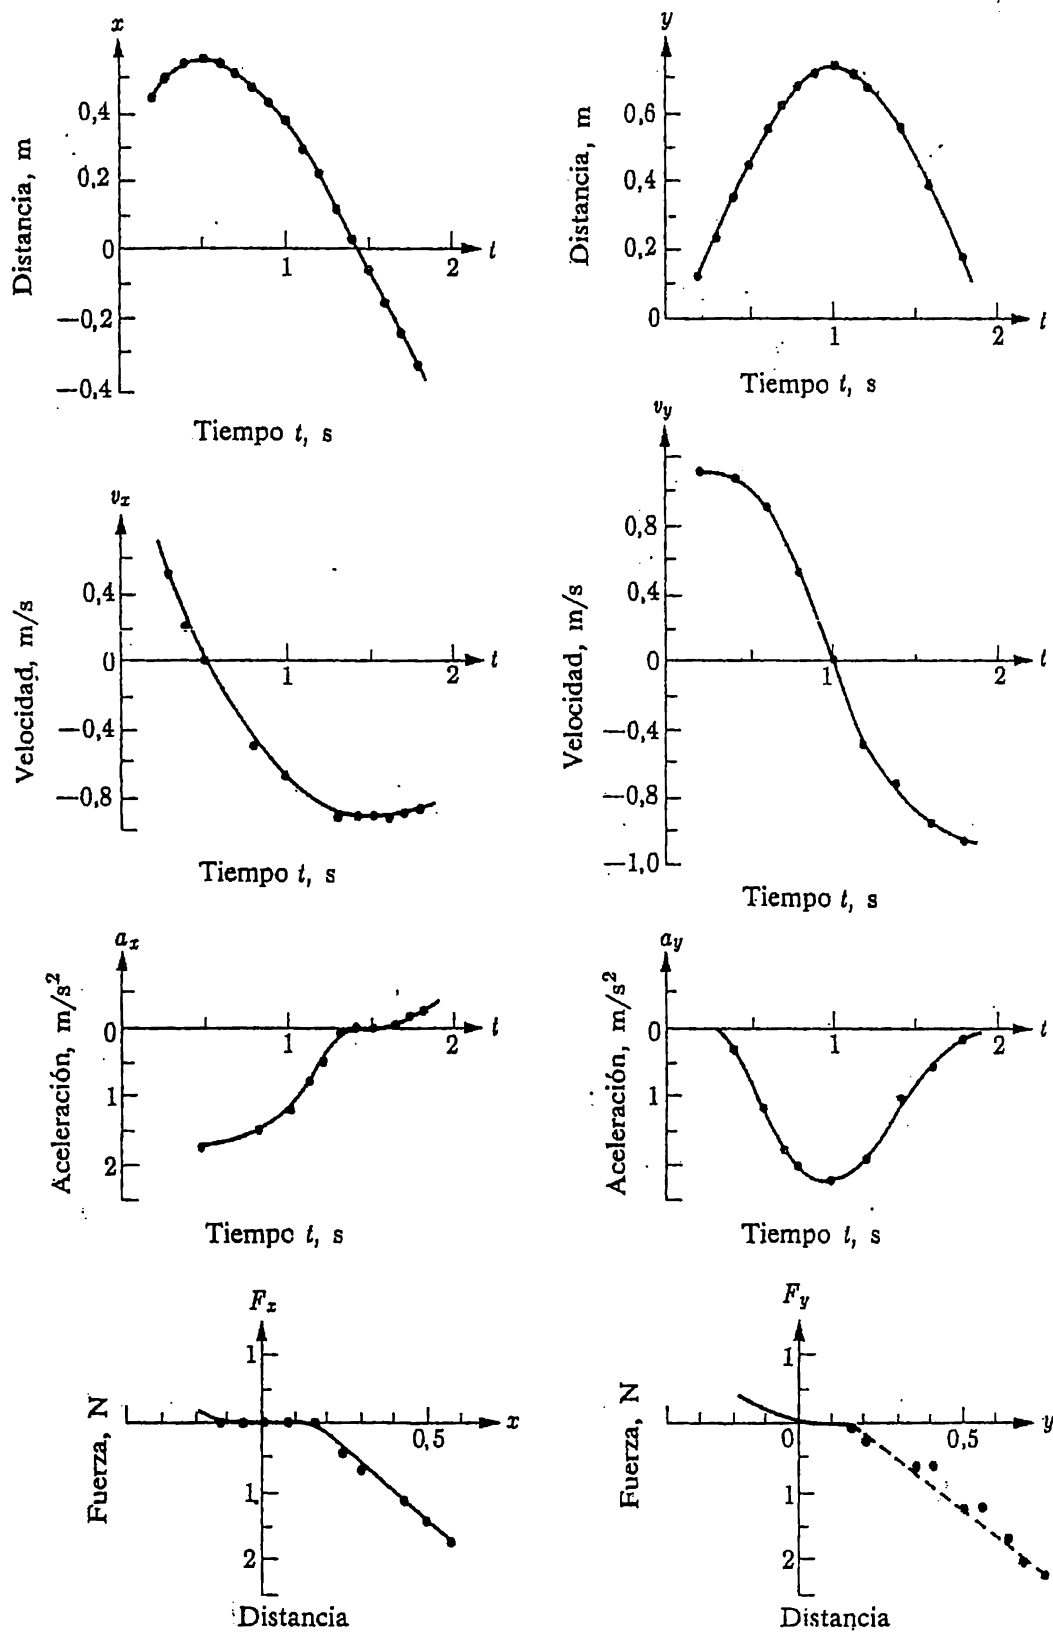 x
0,4
0,2
0
—0,2
—0,4
1
2
t
Distancia, m
Tiempo t, s
y
0,6
0,4
0,2
0
1
2
t
Distancia, m
Tiempo t, s
v_x
0,4
0
—0,4
—0,8
1
2
t
Velocidad, m/s
Tiempo t, s
v_y
0,8
0,4
0
—0,4
—0,8
—1,0
1
2
t
Velocidad, m/s
Tiempo t, s
a_x
0
1
2
1
2
t
Aceleración, m/s²
Tiempo t, s
a_y
0
1
1
2
t
Aceleración, m/s²
Tiempo t, s
F_x
1
1
2
0,5
x
Fuerza, N
Distancia
F_y
1
0
1
2
0,5
y
Fuerza, N
Distancia